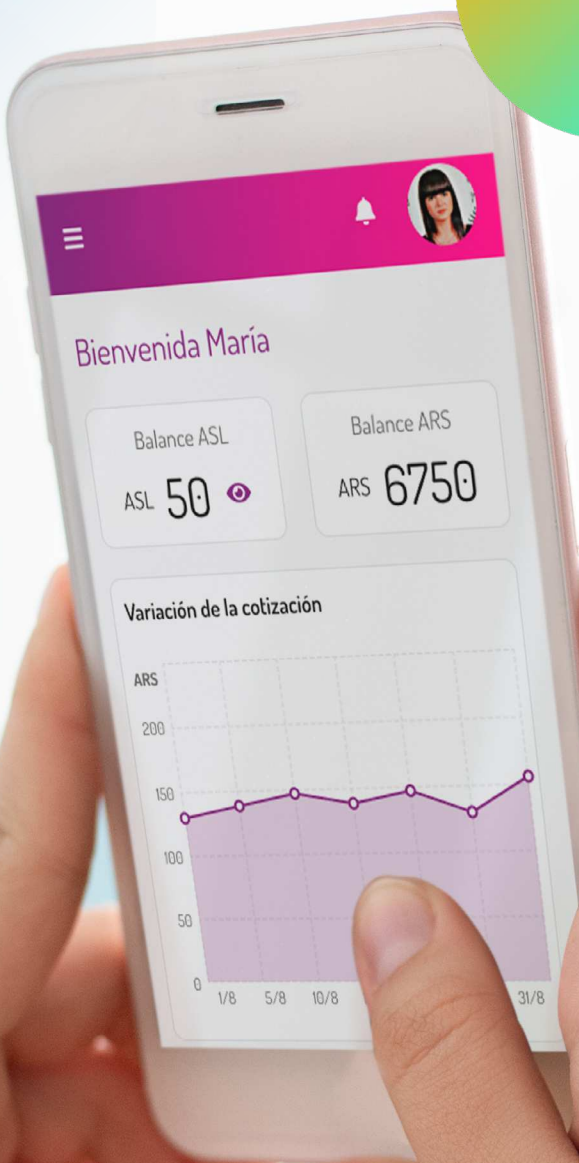 Bienvenida María
Balance ASL
ASL 50
Balance ARS
ARS 6750
Variación de la cotización
ARS
200
150
100
50
0
1/8 5/8 10/8 31/8